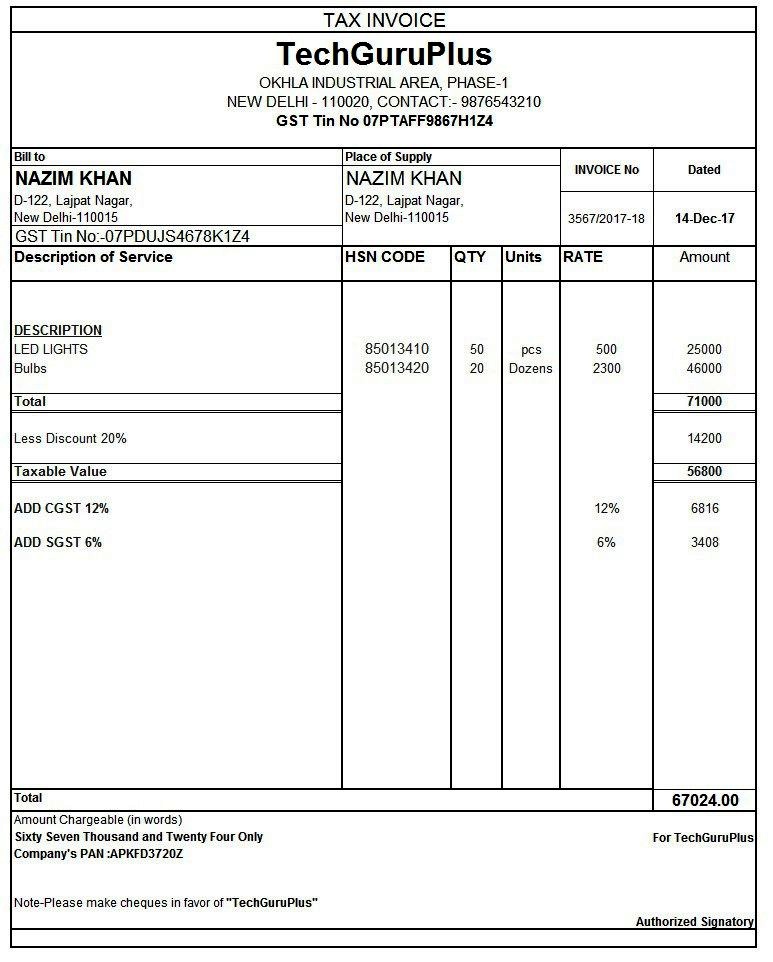 TAX INVOICE
TechGuruPlus
OKHLA INDUSTRIAL AREA, PHASE-1
NEW DELHI - 110020, CONTACT:- 9876543210
GST Tin No 07PTAFF9867H1Z4
Bill to
NAZIM KHAN
D-122, Lajpat Nagar,
New Delhi-110015
GST Tin No:-07PDUJS4678K1Z4
Place of Supply
NAZIM KHAN
D-122, Lajpat Nagar,
New Delhi-110015
INVOICE No Dated
3567/2017-18 14-Dec-17
Description of Service HSN CODE QTY Units RATE Amount
DESCRIPTION
LED LIGHTS 85013410 50 pcs 500 25000
Bulbs 85013420 20 Dozens 2300 46000
Total 71000
Less Discount 20% 14200
Taxable Value 56800
ADD CGST 12% 12% 6816
ADD SGST 6% 6% 3408
Total 67024.00
Amount Chargeable (in words)
Sixty Seven Thousand and Twenty Four Only
For TechGuruPlus
Company's PAN :APKFD3720Z
Note-Please make cheques in favor of "TechGuruPlus"
Authorized Signatory